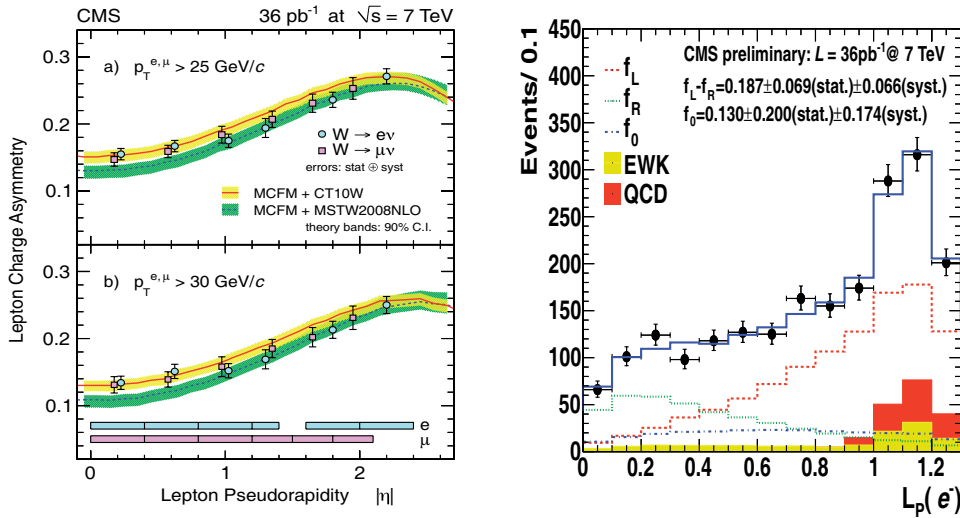 CMS 36 pb⁻¹ at √s = 7 TeV
Lepton Charge Asymmetry
a) p_T^{e, μ} > 25 GeV/c
0.3
0.2
0.1
W → eν
W → μν
errors: stat ⊕ syst
MCFM + CT10W
MCFM + MSTW2008NLO
theory bands: 90% C.I.
b) p_T^{e, μ} > 30 GeV/c
0.3
0.2
0.1
e
μ
0 1 2
Lepton Pseudorapidity |η|
Events/ 0.1
CMS preliminary: L = 36pb⁻¹@ 7 TeV
f_L-f_R=0.187±0.069(stat.)±0.066(syst.)
f_0=0.130±0.200(stat.)±0.174(syst.)
f_L
f_R
f_0
EWK
QCD
450
400
350
300
250
200
150
100
50
0
0 0.2 0.4 0.6 0.8 1 1.2
L_P(e⁻)